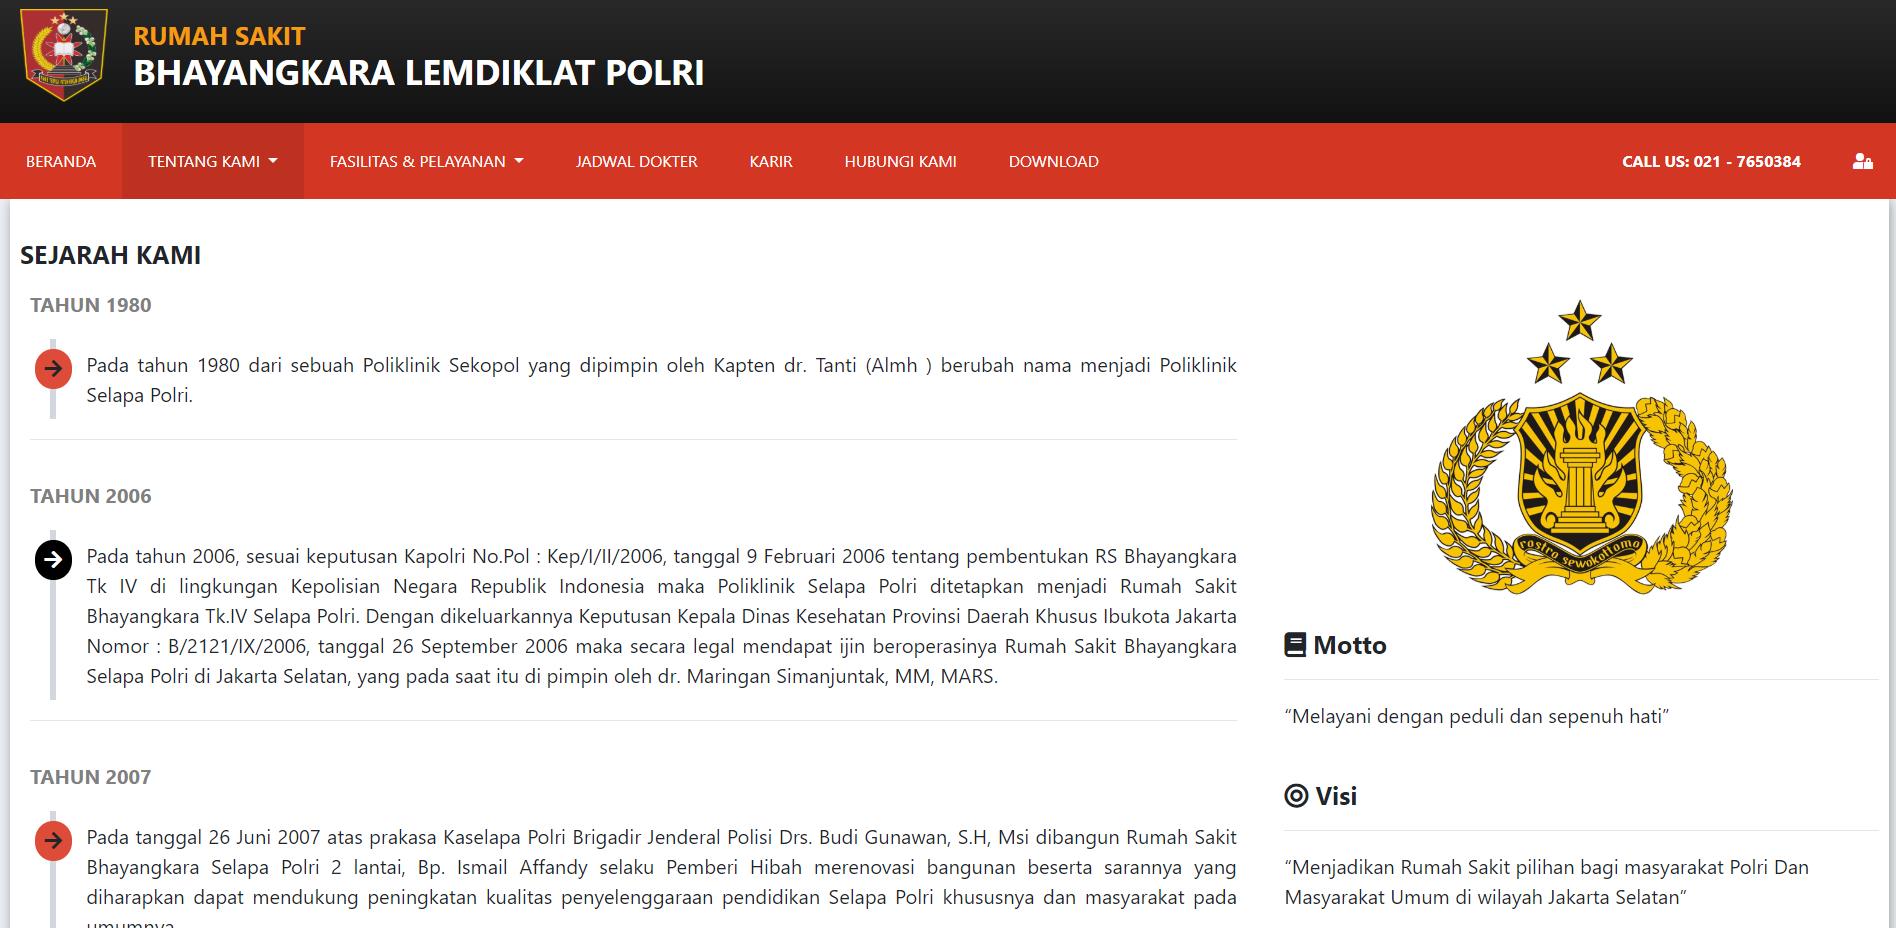 RUMAH SAKIT
BHAYANGKARA LEMDIKLAT POLRI
BERANDA
TENTANG KAMI
FASILITAS & PELAYANAN
JADWAL DOKTER
KARIR
HUBUNGI KAMI
DOWNLOAD
CALL US: 021 - 7650384
SEJARAH KAMI
TAHUN 1980
Pada tahun 1980 dari sebuah Poliklinik Sekopol yang dipimpin oleh Kapten dr. Tanti (Almh ) berubah nama menjadi Poliklinik
Selapa Polri.
TAHUN 2006
Pada tahun 2006, sesuai keputusan Kapolri No.Pol : Kep/I/II/2006, tanggal 9 Februari 2006 tentang pembentukan RS Bhayangkara
Tk IV di lingkungan Kepolisian Negara Republik Indonesia maka Poliklinik Selapa Polri ditetapkan menjadi Rumah Sakit
Bhayangkara Tk.IV Selapa Polri. Dengan dikeluarkannya Keputusan Kepala Dinas Kesehatan Provinsi Daerah Khusus Ibukota Jakarta
Nomor : B/2121/IX/2006, tanggal 26 September 2006 maka secara legal mendapat ijin beroperasinya Rumah Sakit Bhayangkara
Selapa Polri di Jakarta Selatan, yang pada saat itu di pimpin oleh dr. Maringan Simanjuntak, MM, MARS.
TAHUN 2007
Pada tanggal 26 Juni 2007 atas prakasa Kaselapa Polri Brigadir Jenderal Polisi Drs. Budi Gunawan, S.H, Msi dibangun Rumah Sakit
Bhayangkara Selapa Polri 2 lantai, Bp. Ismail Affandy selaku Pemberi Hibah merenovasi bangunan beserta sarannya yang
diharapkan dapat mendukung peningkatan kualitas penyelenggaraan pendidikan Selapa Polri khususnya dan masyarakat pada
umumnya
rastra sewakottama
Motto
“Melayani dengan peduli dan sepenuh hati”
Visi
“Menjadikan Rumah Sakit pilihan bagi masyarakat Polri Dan
Masyarakat Umum di wilayah Jakarta Selatan”